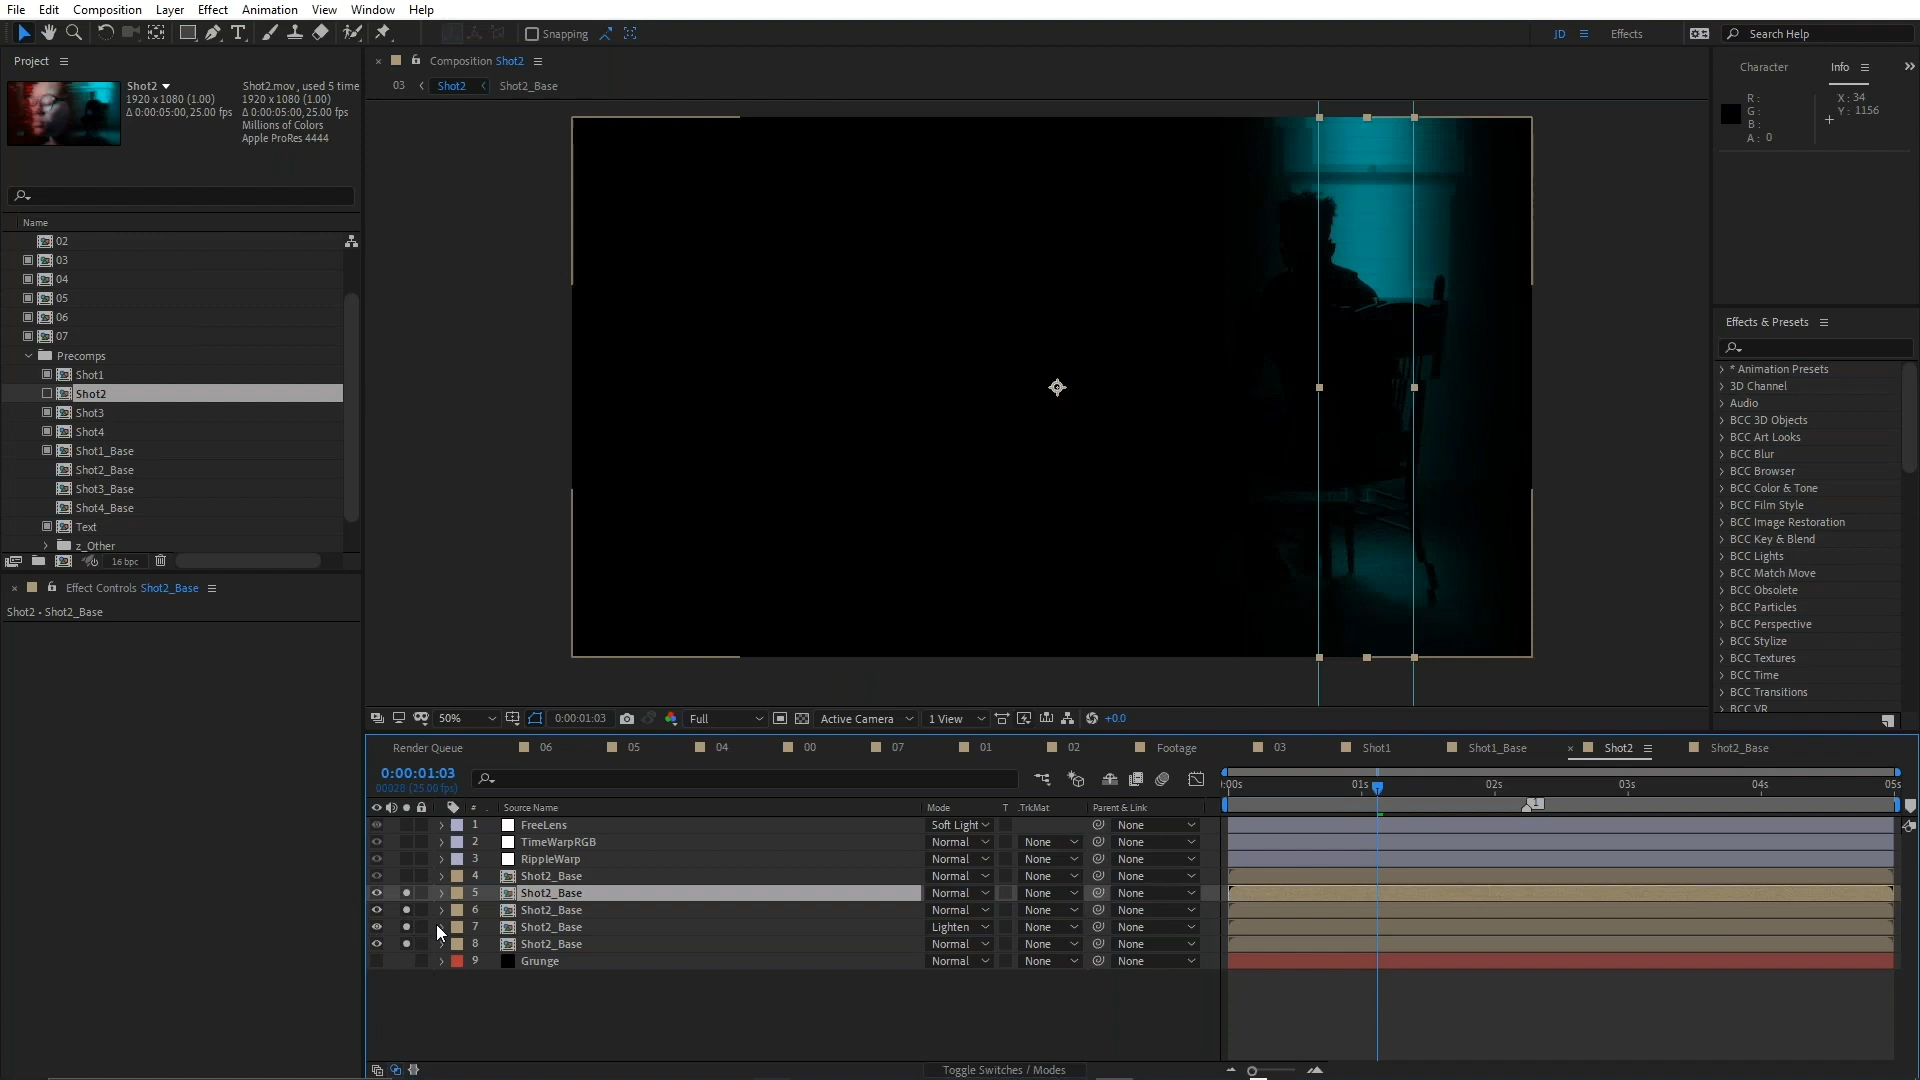 File Edit Composition Layer Effect Animation View Window Help
Snapping
JD Effects Search Help
Project
Shot2
1920 x 1080 (1.00)
Δ 0:00:05:00, 25.00 fps
Shot2.mov , used 5 time
1920 x 1080 (1.00)
Δ 0:00:05:00, 25.00 fps
Millions of Colors
Apple ProRes 4444
Name
02
03
04
05
06
07
Precomps
Shot1
Shot2
Shot3
Shot4
Shot1_Base
Shot2_Base
Shot3_Base
Shot4_Base
Text
z_Other
16 bpc
Effect Controls Shot2_Base
Shot2 • Shot2_Base
Composition Shot2
03 Shot2 Shot2_Base
50% 0:00:01:03 Full Active Camera 1 View +0.0
Character Info
R :
G :
B :
A : 0
X : 34
Y : 1156
Effects & Presets
* Animation Presets
3D Channel
Audio
BCC 3D Objects
BCC Art Looks
BCC Blur
BCC Browser
BCC Color & Tone
BCC Film Style
BCC Image Restoration
BCC Key & Blend
BCC Lights
BCC Match Move
BCC Obsolete
BCC Particles
BCC Perspective
BCC Stylize
BCC Textures
BCC Time
BCC Transitions
BCC VR
Render Queue 06 05 04 00 07 01 02 Footage 03 Shot1 Shot1_Base Shot2 Shot2_Base
0:00:01:03
00028 (25.00 fps)
:00s 01s 02s 03s 04s 05s
1
# Source Name Mode T .TrkMat Parent & Link
1 FreeLens Soft Light None
2 TimeWarpRGB Normal None None
3 RippleWarp Normal None None
4 Shot2_Base Normal None None
5 Shot2_Base Normal None None
6 Shot2_Base Normal None None
7 Shot2_Base Lighten None None
8 Shot2_Base Normal None None
9 Grunge Normal None None
Toggle Switches / Modes